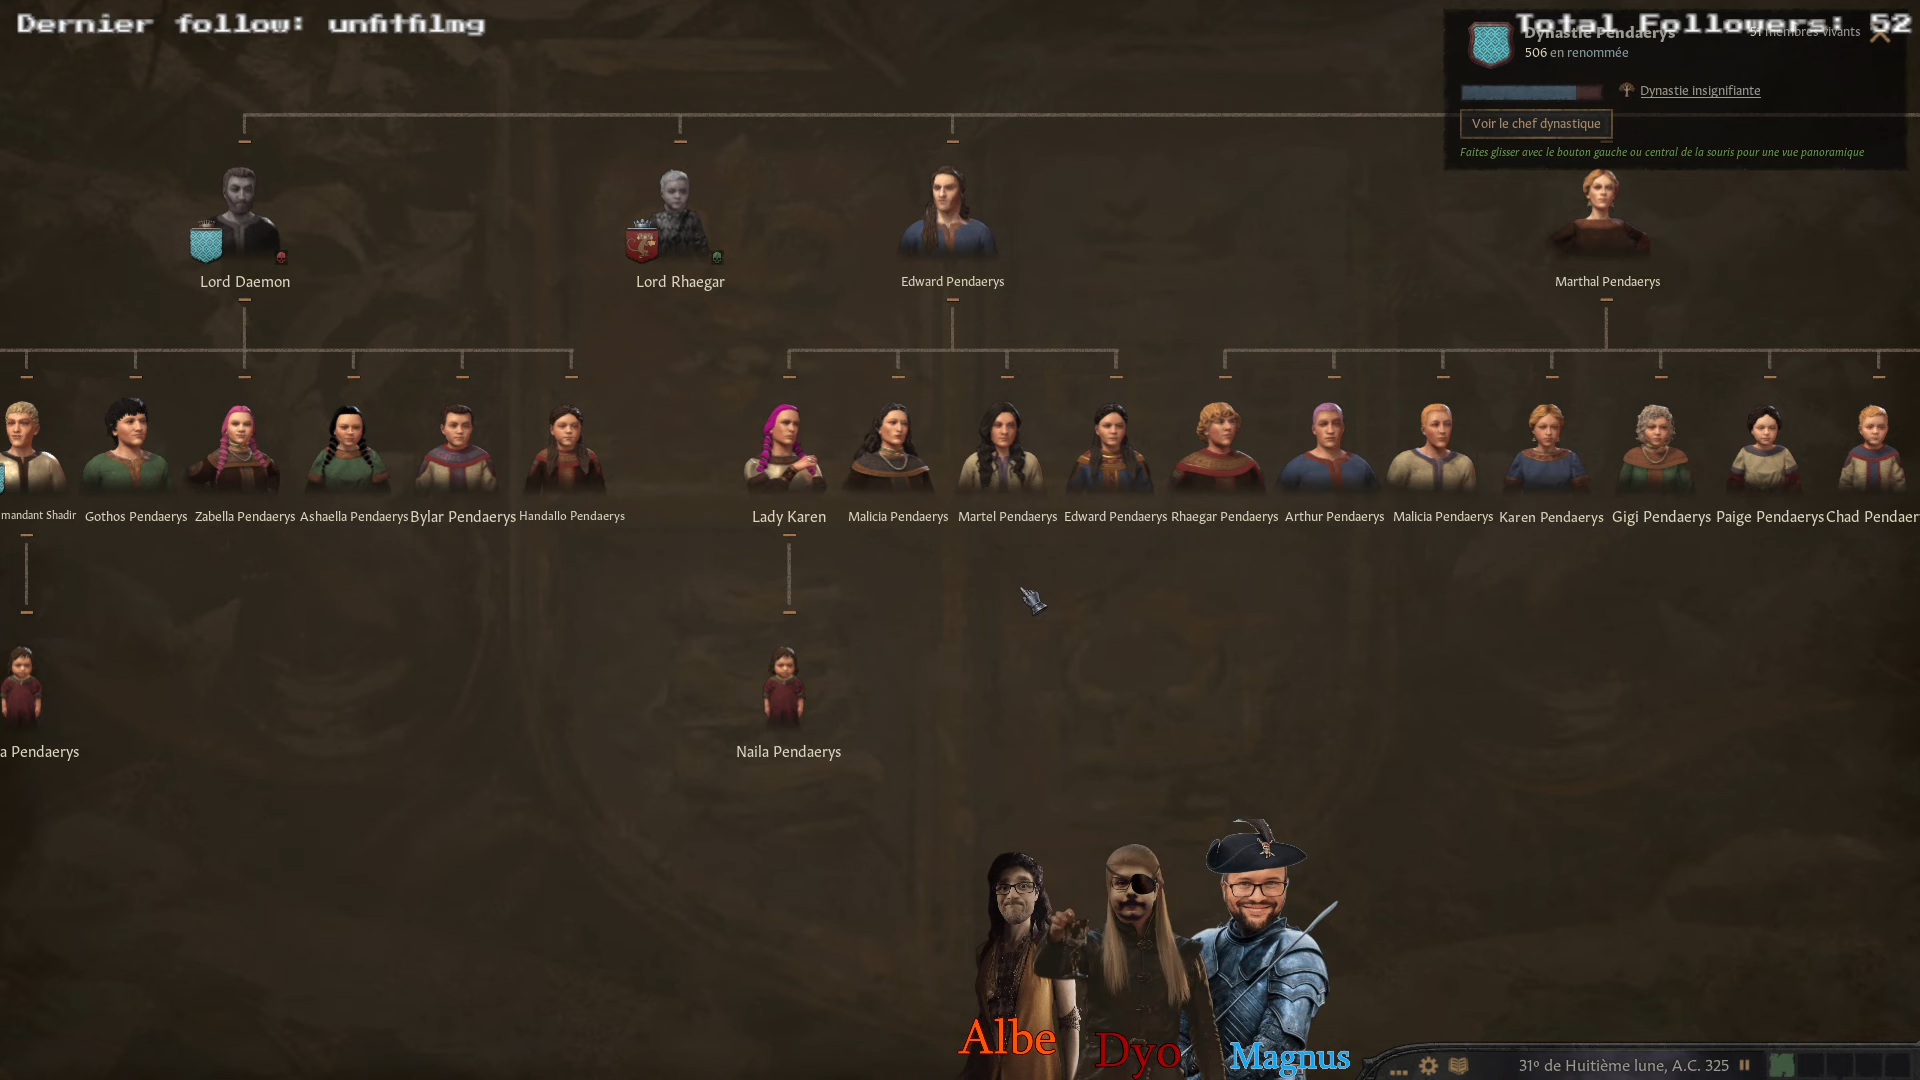 Dernier follow: unfitfilmg
Total Followers: 52
Dynastie Pendaerys
51 membres vivants
506 en renommée
Dynastie insignifiante
Voir le chef dynastique
Faites glisser avec le bouton gauche ou central de la souris pour une vue panoramique
Lord Daemon
Lord Rhaegar
Edward Pendaerys
Marthal Pendaerys
mandant Shadir
Gothos Pendaerys
Zabella Pendaerys
Ashaella Pendaerys
Bylar Pendaerys
Handallo Pendaerys
Lady Karen
Malicia Pendaerys
Martel Pendaerys
Edward Pendaerys
Rhaegar Pendaerys
Arthur Pendaerys
Malicia Pendaerys
Karen Pendaerys
Gigi Pendaerys
Paige Pendaerys
Chad Pendaer
a Pendaerys
Naila Pendaerys
Albe
Dyo
Magnus
31º de Huitième lune, A.C. 325